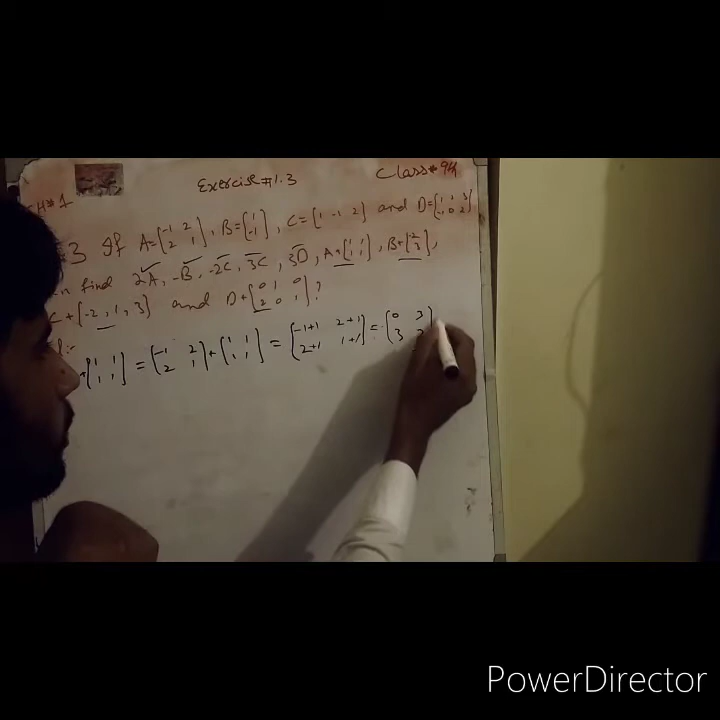 Exercise #1.3 Class # 9th
H# 1
3 If A=[-1 2; 2 1], B=[1; -1], C=[1 -1 2] and D=[1 2 3; -1 0 2]
n find 2A, -B, -2C, 3C, 3D, A+[1 1; 1 1], B+[-2; 3],
C+[-2, 1, 3] and D+[0 1 0; 2 0 1]?
:-
+[1 1; 1 1] = [-1 2; 2 1]+[1 1; 1 1] = [-1+1 2+1; 2+1 1+1] = [0 3; 3 2]
PowerDirector